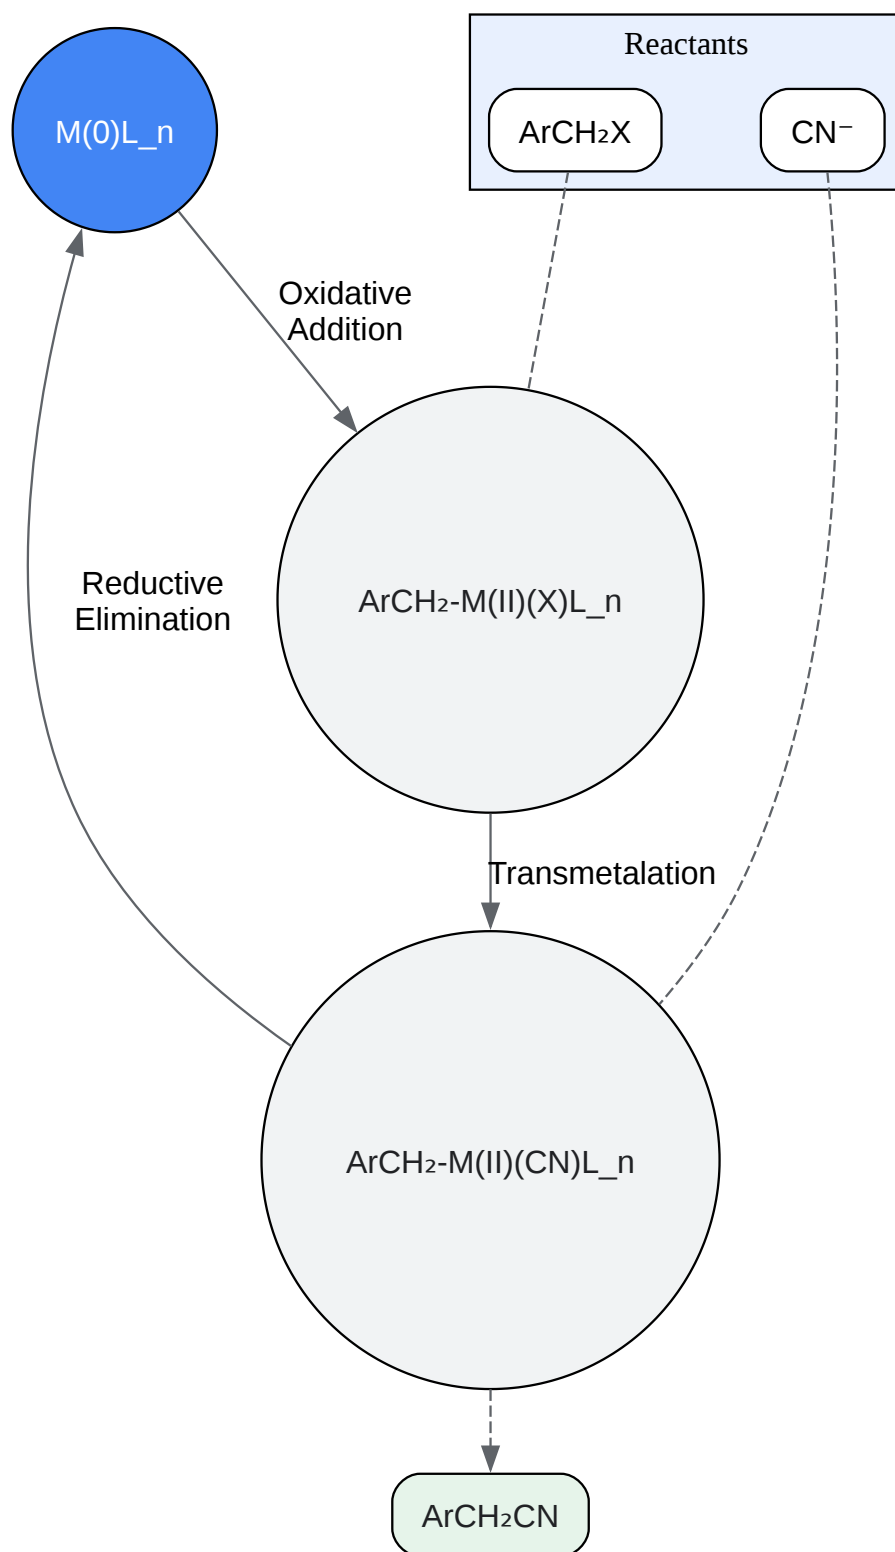 Reactants
M(0)L_n
ArCH₂X
CN⁻
Oxidative
Addition
Reductive
Elimination
ArCH₂-M(II)(X)L_n
Transmetalation
ArCH₂-M(II)(CN)L_n
ArCH₂CN